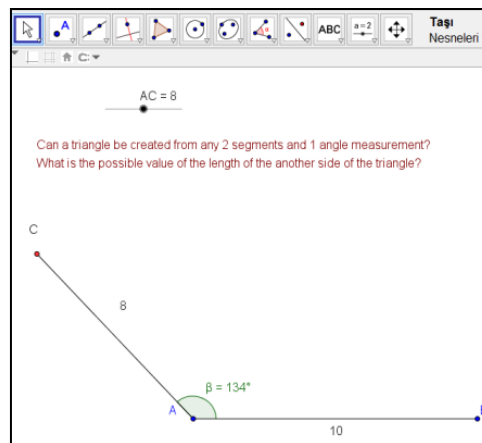 ABC
a=2
Taşı
Nesneleri
AC = 8
Can a triangle be created from any 2 segments and 1 angle measurement?
What is the possible value of the length of the another side of the triangle?
C
8
β = 134°
A
10